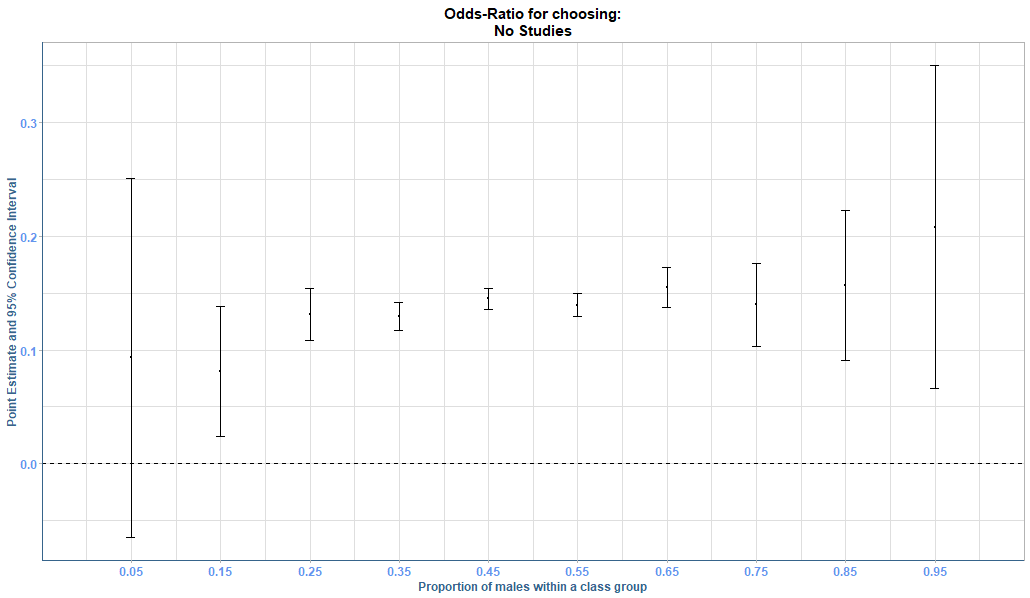 Odds-Ratio for choosing:
No Studies
Point Estimate and 95% Confidence Interval
0.3
0.2
0.1
0.0
0.05 0.15 0.25 0.35 0.45 0.55 0.65 0.75 0.85 0.95
Proportion of males within a class group